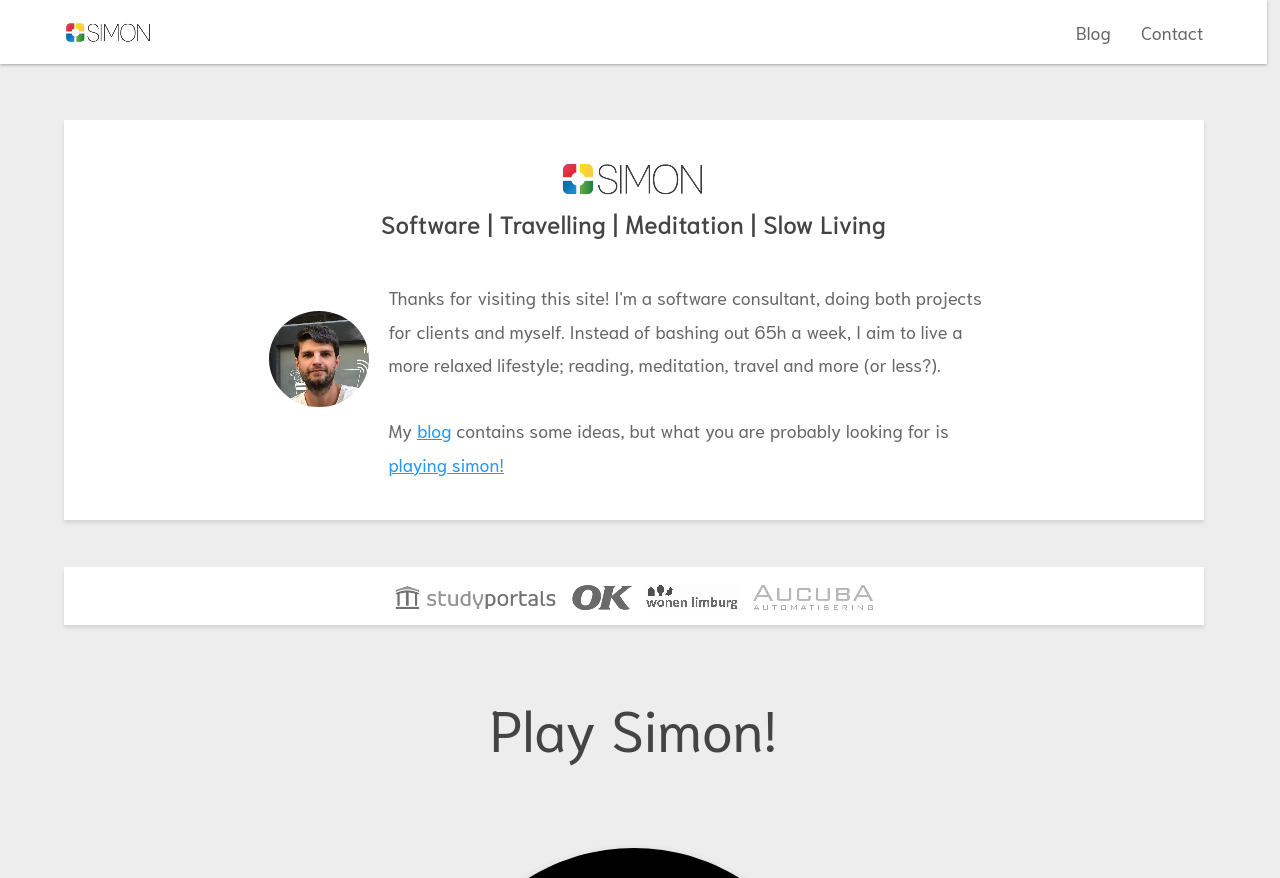 SIMON
Blog
Contact
SIMON
Software | Travelling | Meditation | Slow Living
Thanks for visiting this site! I'm a software consultant, doing both projects
for clients and myself. Instead of bashing out 65h a week, I aim to live a
more relaxed lifestyle; reading, meditation, travel and more (or less?).
My blog contains some ideas, but what you are probably looking for is
playing simon!
studyportals
OK
wonen limburg
AUCUBA
AUTOMATISERING
Play Simon!